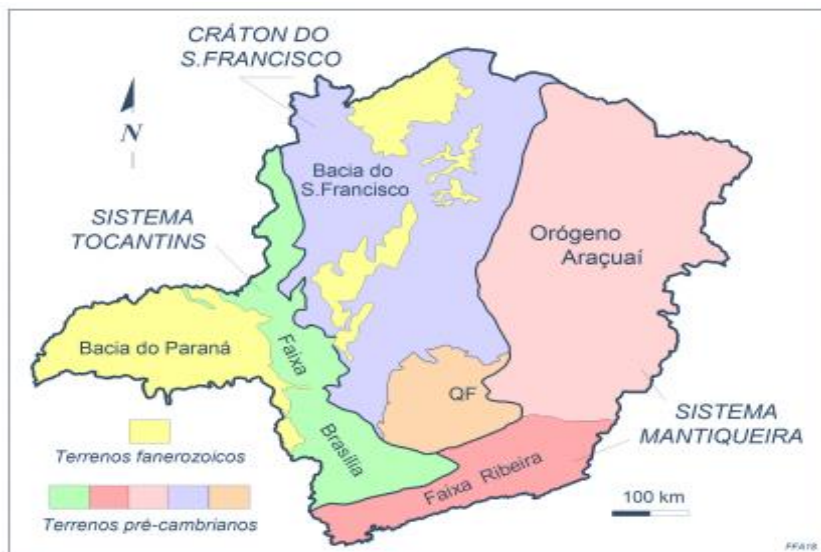 CRÁTON DO
S.FRANCISCO
N
Bacia do
S.Francisco
SISTEMA
TOCANTINS
Orógeno
Araçuaí
Bacia do Paraná
Faixa
Brasília
QF
SISTEMA
MANTIQUEIRA
Faixa Ribeira
Terrenos fanerozoicos
100 km
Terrenos pré-cambrianos
FFA18